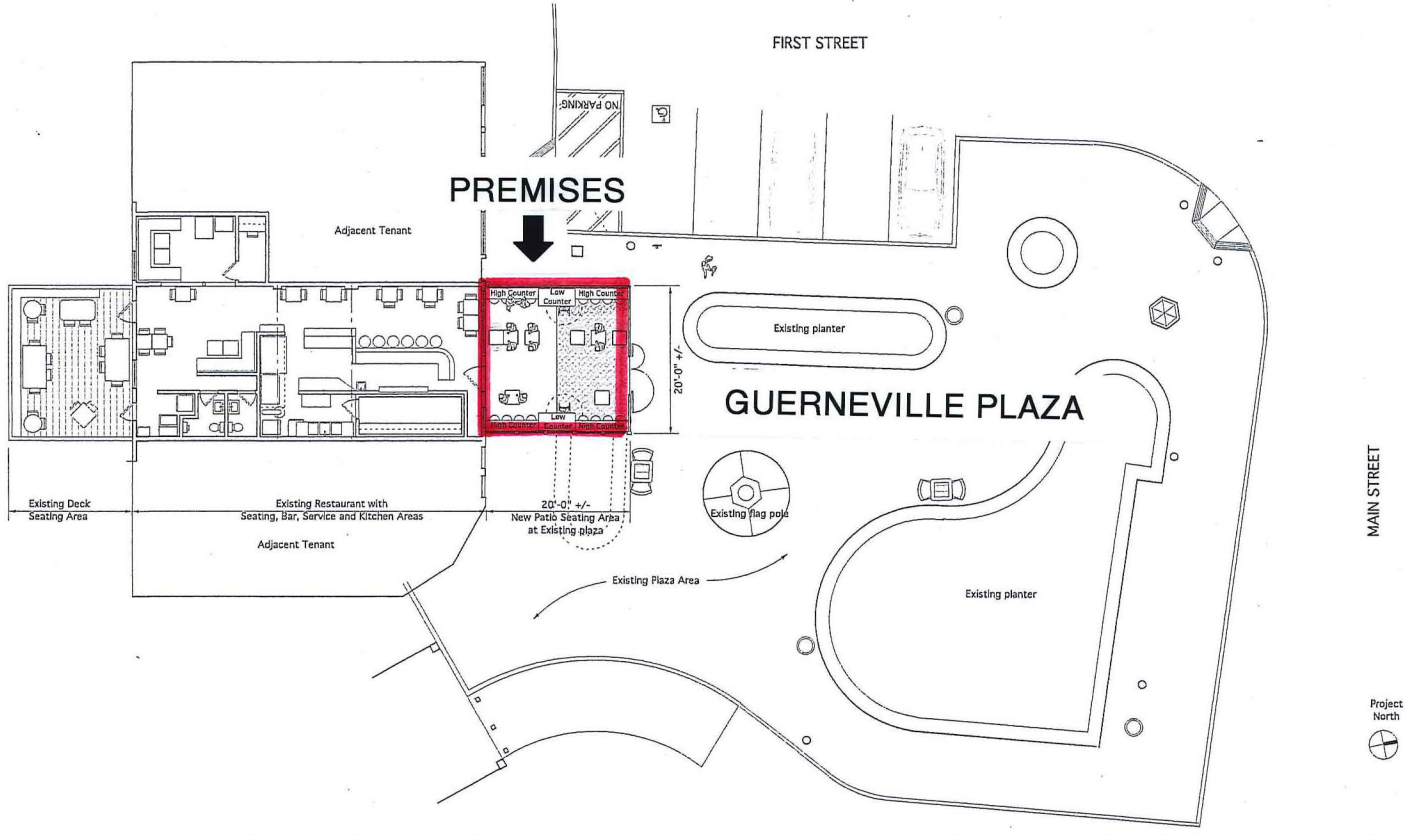 FIRST STREET
NO PARKING
PREMISES
Adjacent Tenant
High Counter
Low
Counter
High Counter
Existing planter
20'-0" +/-
GUERNEVILLE PLAZA
High Counter
Low
Counter
High Counter
MAIN STREET
Existing Deck
Seating Area
Existing Restaurant with
Seating, Bar, Service and Kitchen Areas
20'-0" +/-
New Patio Seating Area
at Existing plaza
Existing flag pole
Adjacent Tenant
Existing Plaza Area
Existing planter
Project
North